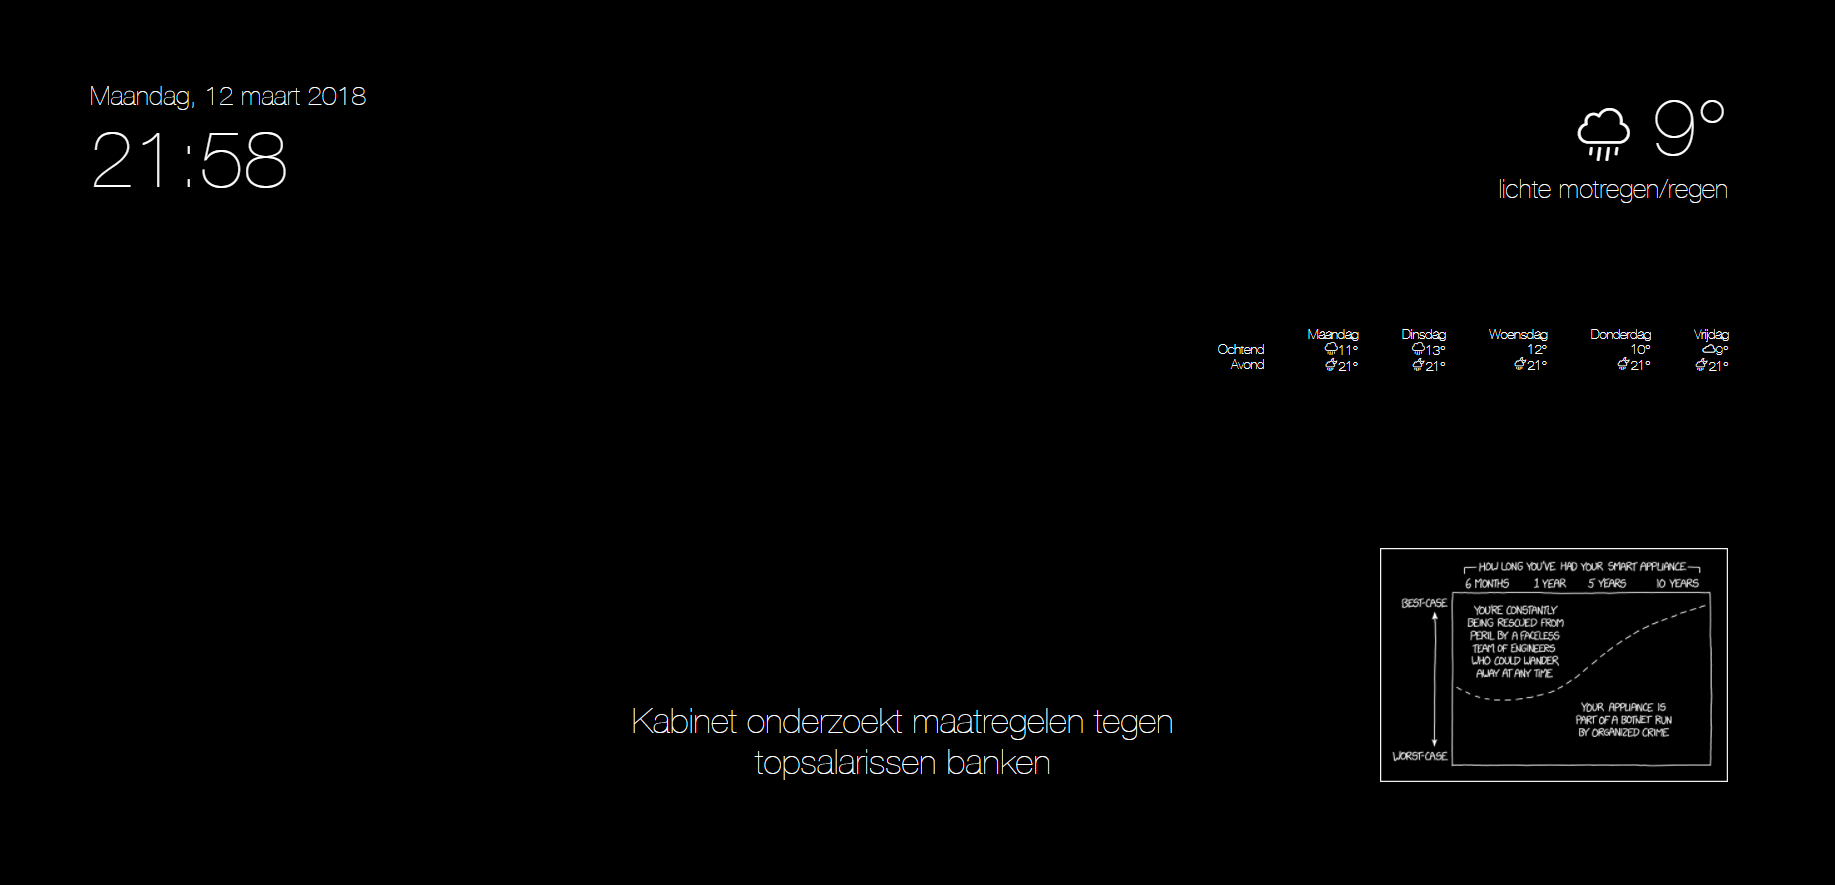 Maandag, 12 maart 2018
21:58
9°
lichte motregen/regen
Maandag Dinsdag Woensdag Donderdag Vrijdag
Ochtend 11° 13° 12° 10° 9°
Avond 21° 21° 21° 21° 21°
HOW LONG YOU'VE HAD YOUR SMART APPLIANCE
6 MONTHS 1 YEAR 5 YEARS 10 YEARS
BEST-CASE
YOU'RE CONSTANTLY
BEING RESCUED FROM
PERIL BY A FACELESS
TEAM OF ENGINEERS
WHO COULD WANDER
AWAY AT ANY TIME
YOUR APPLIANCE IS
PART OF A BOTNET RUN
BY ORGANIZED CRIME
WORST-CASE
Kabinet onderzoekt maatregelen tegen
topsalarissen banken